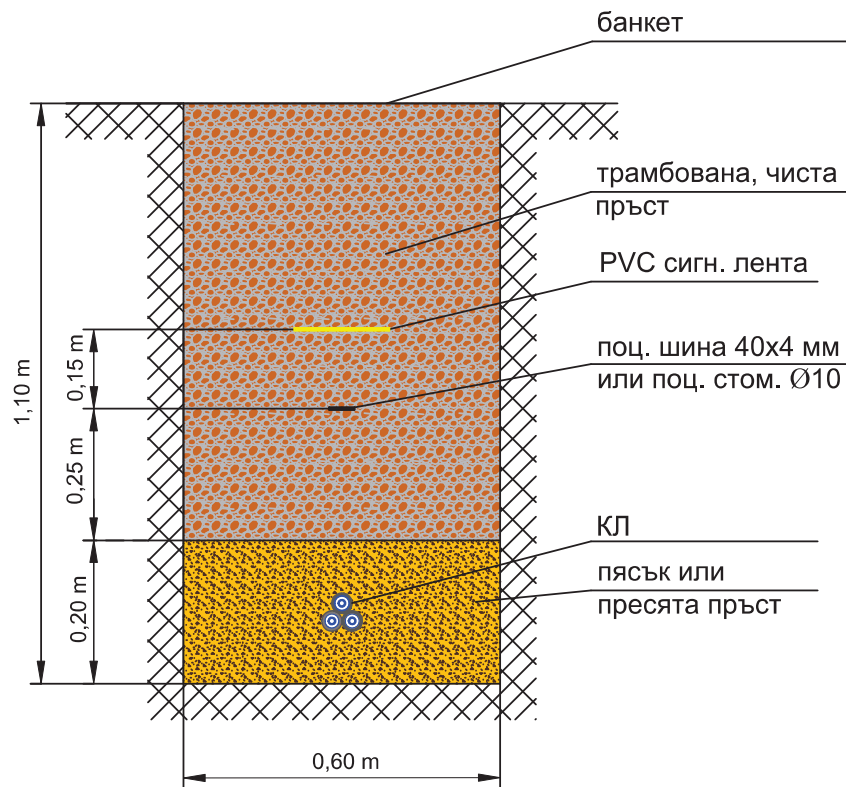 банкет
трамбована, чиста
пръст
PVC сигн. лента
поц. шина 40x4 мм
или поц. стом. Ø10
КЛ
пясък или
пресята пръст
1,10 m
0,15 m
0,25 m
0,20 m
0,60 m